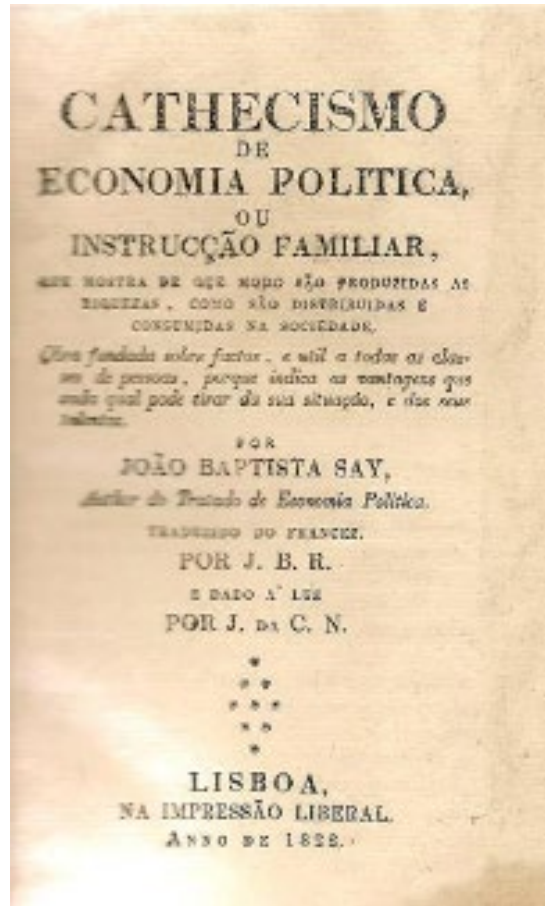 CATHECISMO
DE
ECONOMIA POLITICA,
OU
INSTRUCÇÃO FAMILIAR,
QUE MOSTRA DE QUE MODO SÃO PRODUZIDAS AS
RIQUEZAS, COMO SÃO DISTRIBUIDAS E
CONSUMIDAS NA SOCIEDADE.
Obra fundada sobre factos, e util a todas as clas-
ses de pessoas, porque indica as vantagens que
cada qual pode tirar da sua situação, e dos seus
talentos.
POR
JOÃO BAPTISTA SAY,
Author do Tratado de Economia Politica.
TRADUZIDO DO FRANCEZ.
POR J. B. R.
E DADO A' LUZ
POR J. DA C. N.
LISBOA,
NA IMPRESSÃO LIBERAL.
ANNO DE